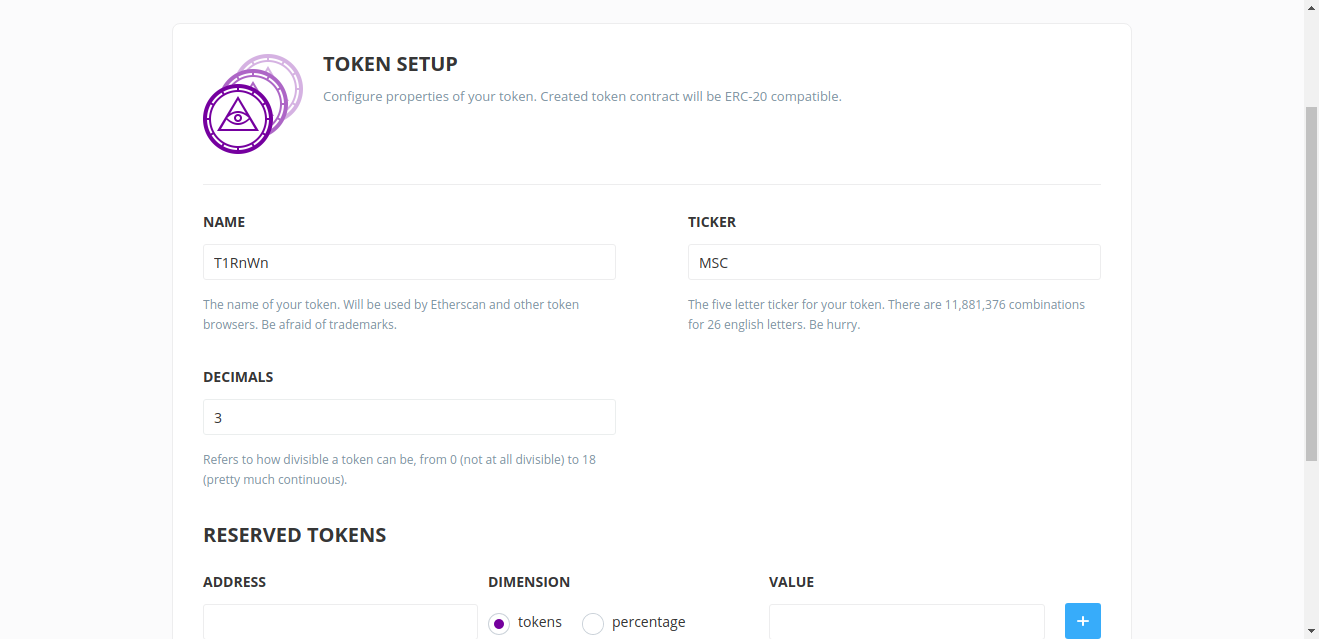 TOKEN SETUP
Configure properties of your token. Created token contract will be ERC-20 compatible.
NAME
T1RnWn
The name of your token. Will be used by Etherscan and other token
browsers. Be afraid of trademarks.
TICKER
MSC
The five letter ticker for your token. There are 11,881,376 combinations
for 26 english letters. Be hurry.
DECIMALS
3
Refers to how divisible a token can be, from 0 (not at all divisible) to 18
(pretty much continuous).
RESERVED TOKENS
ADDRESS
DIMENSION
tokens
percentage
VALUE
+